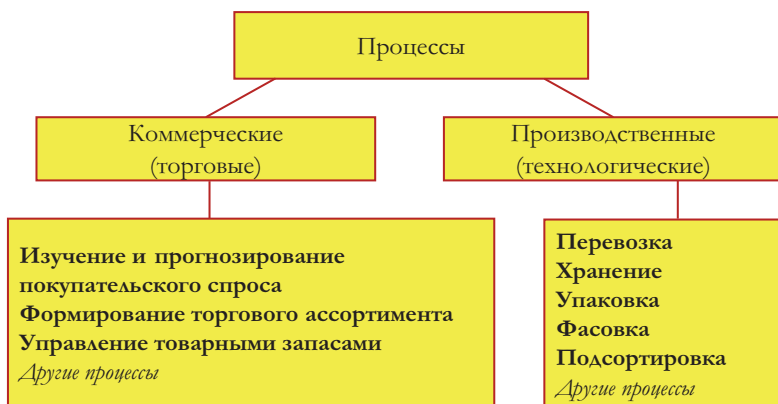 Процессы
Коммерческие
(торговые)
Производственные
(технологические)
Изучение и прогнозирование
покупательского спроса
Формирование торгового ассортимента
Управление товарными запасами
Другие процессы
Перевозка
Хранение
Упаковка
Фасовка
Подсортировка
Другие процессы